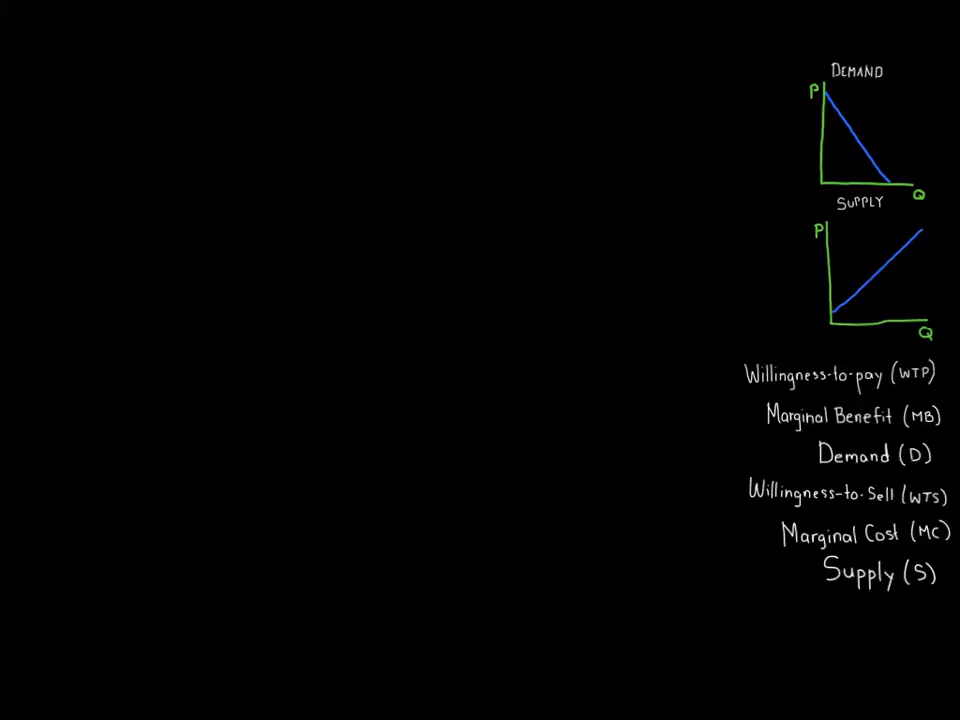 DEMAND
P
Q
SUPPLY
P
Q
Willingness-to-pay (WTP)
Marginal Benefit (MB)
Demand (D)
Willingness-to-Sell (WTS)
Marginal Cost (MC)
Supply (S)